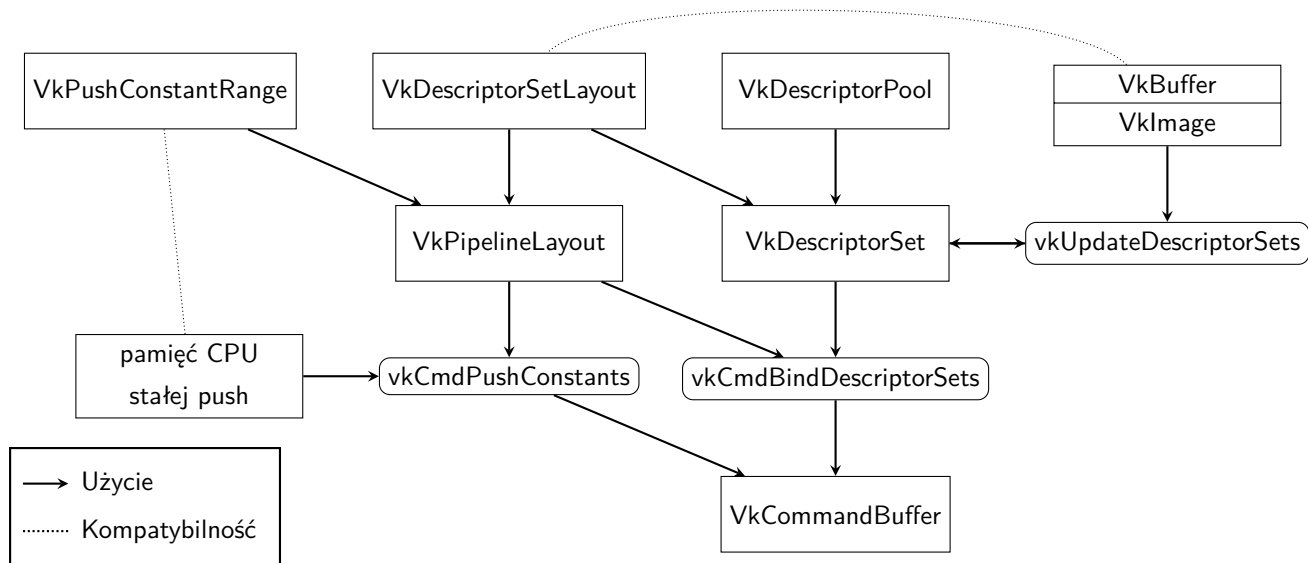 VkPushConstantRange
VkDescriptorSetLayout
VkDescriptorPool
VkBuffer
VkImage
VkPipelineLayout
VkDescriptorSet
vkUpdateDescriptorSets
pamięć CPU
stałej push
vkCmdPushConstants
vkCmdBindDescriptorSets
Użycie
Kompatybilność
VkCommandBuffer